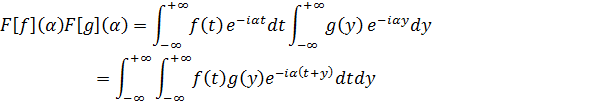 F[f](α)F[g](α) = ∫_{−∞}^{+∞} f(t) e^{−iαt}dt ∫_{−∞}^{+∞} g(y) e^{−iαy}dy
= ∫_{−∞}^{+∞} ∫_{−∞}^{+∞} f(t)g(y)e^{−iα(t+y)}dtdy